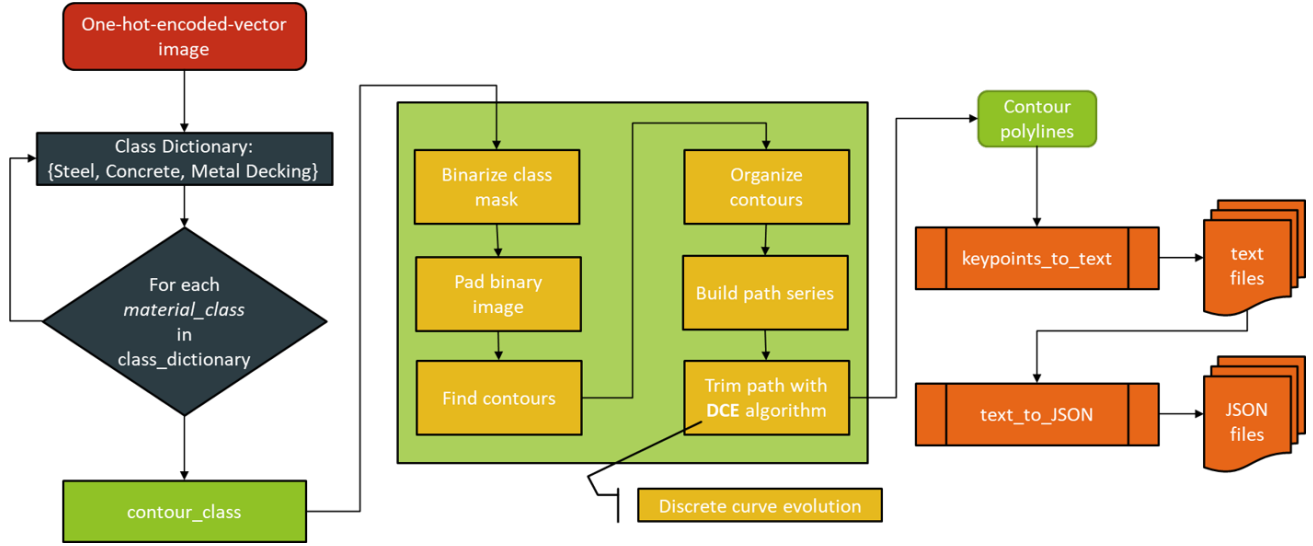 One-hot-encoded-vector
image
Class Dictionary:
{Steel, Concrete, Metal Decking}
For each
material_class
in
class_dictionary
contour_class
Binarize class
mask
Pad binary
image
Find contours
Organize
contours
Build path series
Trim path with
DCE algorithm
Discrete curve evolution
Contour
polylines
keypoints_to_text
text
files
text_to_JSON
JSON
files